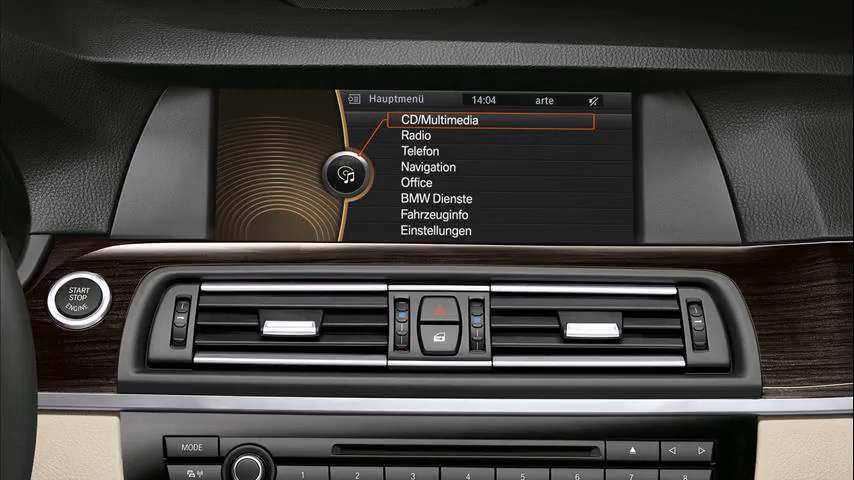 Hauptmenü 14:04 arte
CD/Multimedia
Radio
Telefon
Navigation
Office
BMW Dienste
Fahrzeuginfo
Einstellungen
START
STOP
ENGINE
MODE
1 2 3 4 5 6 7 8